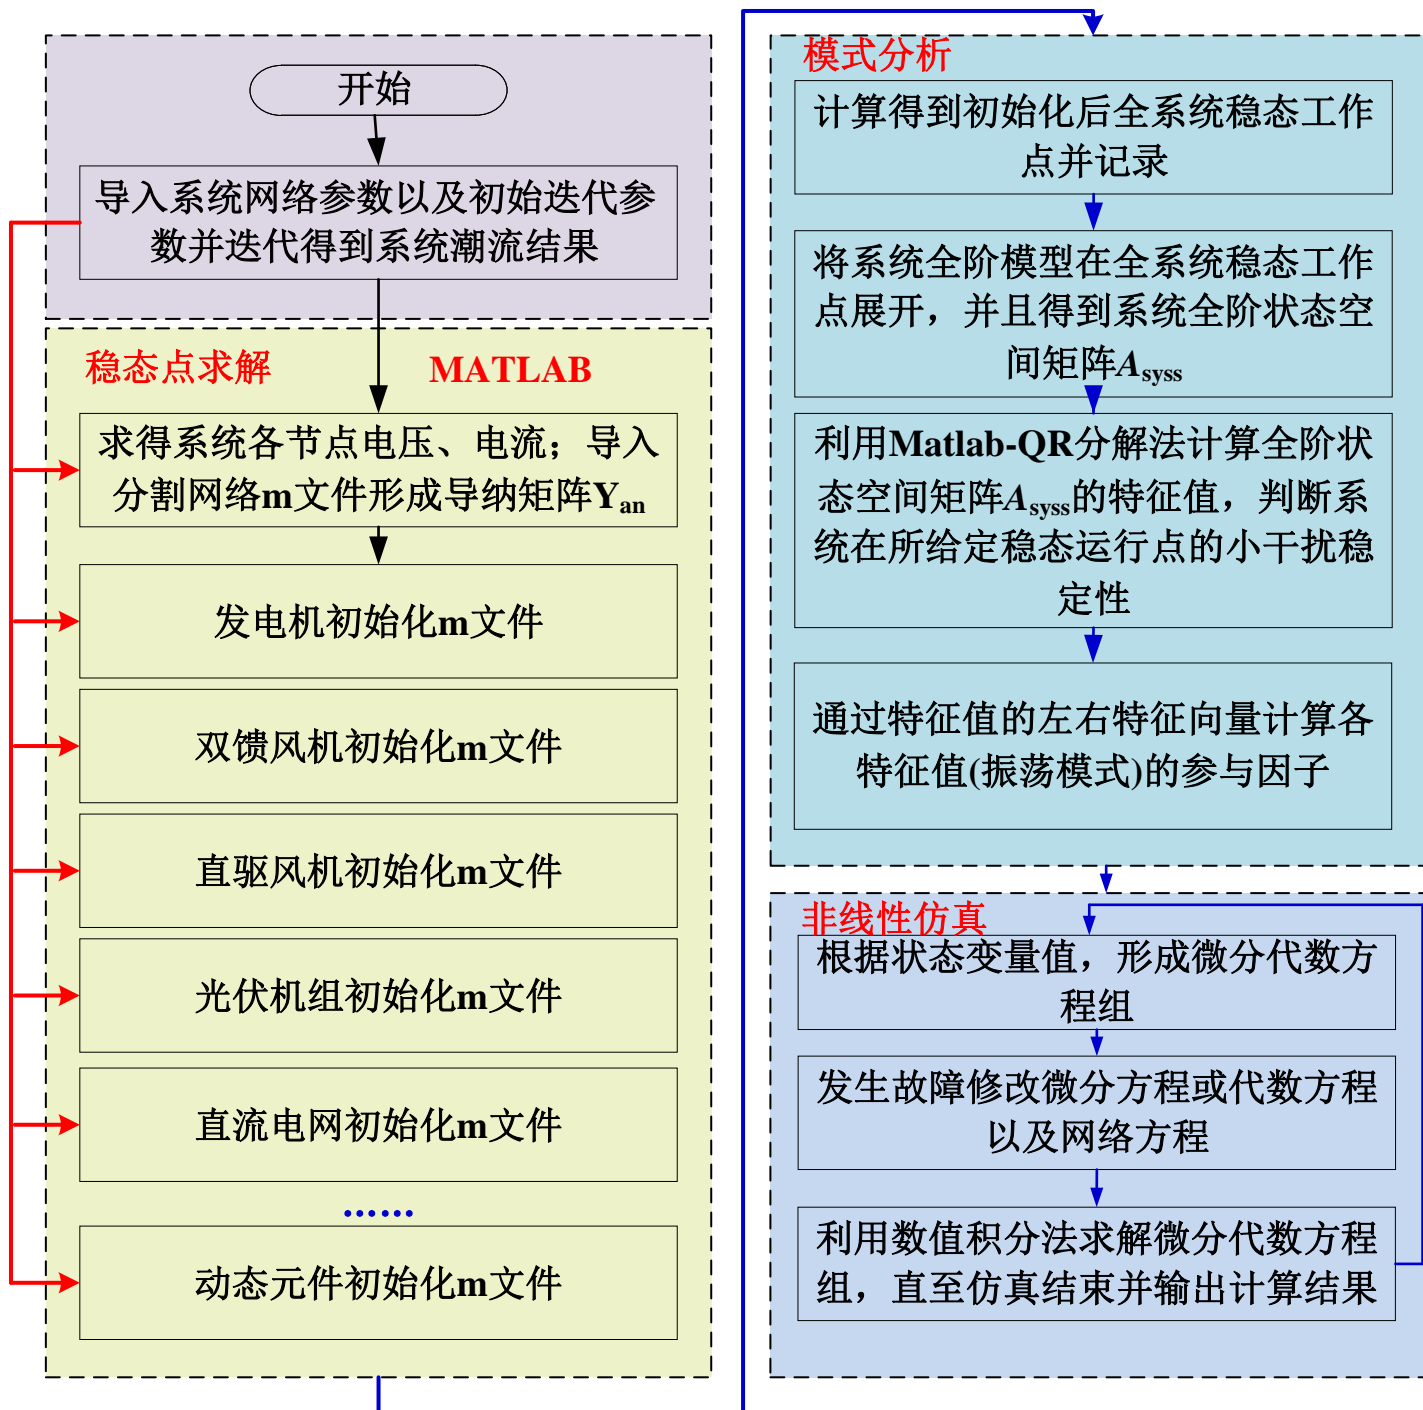 开始
导入系统网络参数以及初始迭代参
数并迭代得到系统潮流结果
稳态点求解 MATLAB
求得系统各节点电压、电流；导入
分割网络m文件形成导纳矩阵Yan
发电机初始化m文件
双馈风机初始化m文件
直驱风机初始化m文件
光伏机组初始化m文件
直流电网初始化m文件
……
动态元件初始化m文件
模式分析
计算得到初始化后全系统稳态工作
点并记录
将系统全阶模型在全系统稳态工作
点展开，并且得到系统全阶状态空
间矩阵Asyss
利用Matlab-QR分解法计算全阶状
态空间矩阵Asyss的特征值，判断系
统在所给定稳态运行点的小干扰稳
定性
通过特征值的左右特征向量计算各
特征值(振荡模式)的参与因子
非线性仿真
根据状态变量值，形成微分代数方
程组
发生故障修改微分方程或代数方程
以及网络方程
利用数值积分法求解微分代数方程
组，直至仿真结束并输出计算结果